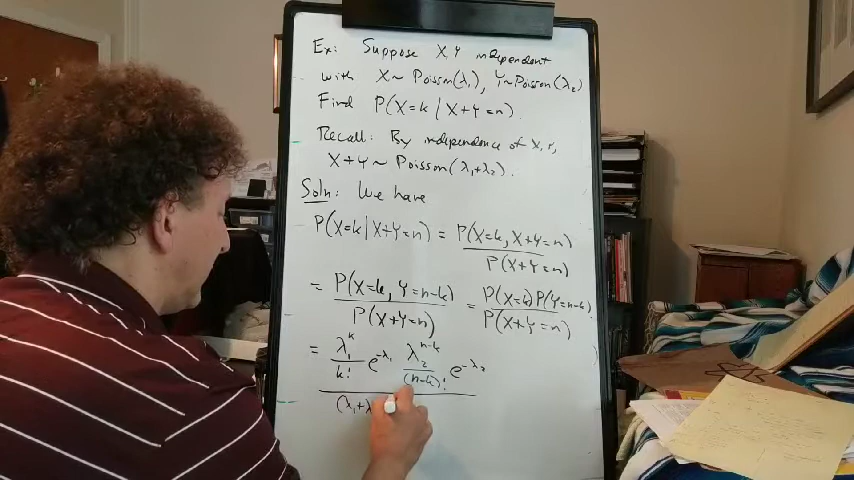 Ex: Suppose X, Y independent
with X ~ Poisson(λ₁), Y ~ Poisson(λ₂)
Find P(X=k | X+Y=n).
Recall: By independence of X, Y,
X+Y ~ Poisson(λ₁+λ₂).
Soln: We have
P(X=k | X+Y=n) = P(X=k, X+Y=n) / P(X+Y=n)
= P(X=k, Y=n-k) / P(X+Y=n) = P(X=k) P(Y=n-k) / P(X+Y=n)
= λ₁^k / k! e^-λ₁ λ₂^n-k / (n-k)! e^-λ₂
(λ₁+λ